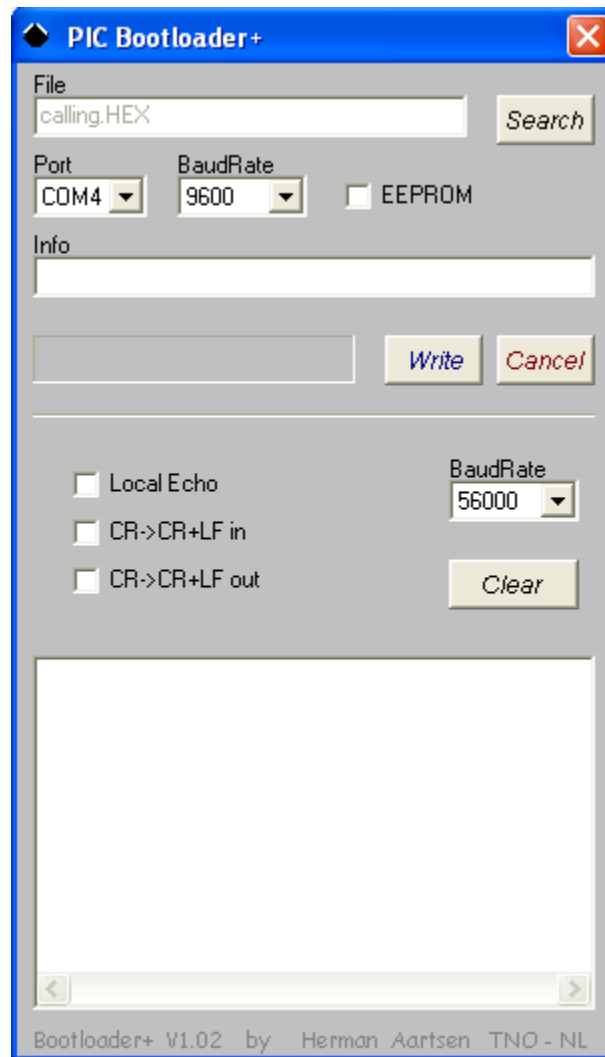 PIC Bootloader+
File
calling.HEX
Search
Port
BaudRate
COM4
9600
EEPROM
Info
Write
Cancel
Local Echo
BaudRate
56000
CR->CR+LF in
CR->CR+LF out
Clear
Bootloader+ V1.02 by Herman Aartsen TNO - NL